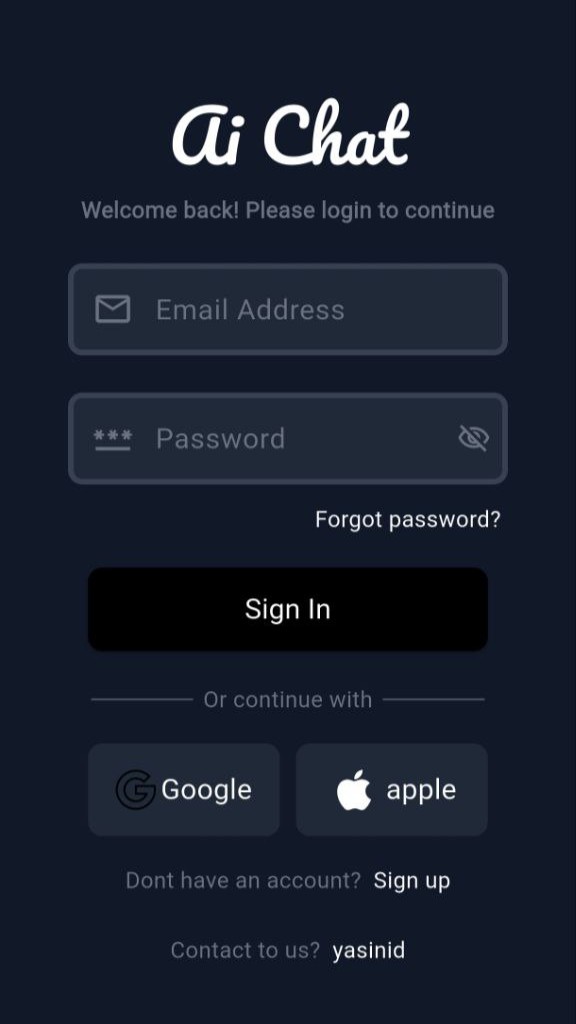 Ai Chat
Welcome back! Please login to continue
Email Address
*** Password
Forgot password?
Sign In
Or continue with
Google apple
Dont have an account? Sign up
Contact to us? yasinid